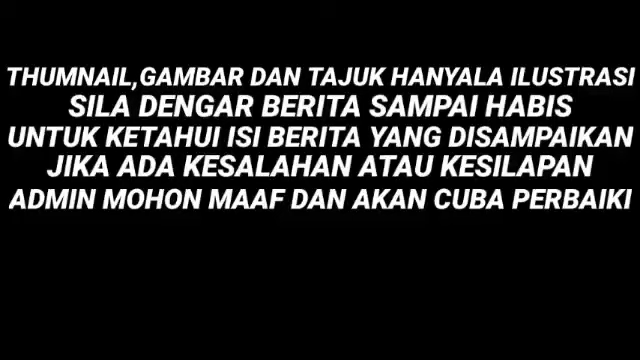 THUMNAIL,GAMBAR DAN TAJUK HANYALA ILUSTRASI
SILA DENGAR BERITA SAMPAI HABIS
UNTUK KETAHUI ISI BERITA YANG DISAMPAIKAN
JIKA ADA KESALAHAN ATAU KESILAPAN
ADMIN MOHON MAAF DAN AKAN CUBA PERBAIKI